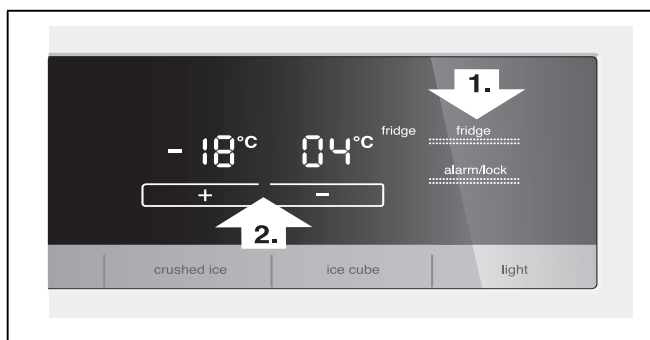 1.
fridge fridge
- 18°C 04°C
alarm/lock
+ -
2.
crushed ice ice cube light